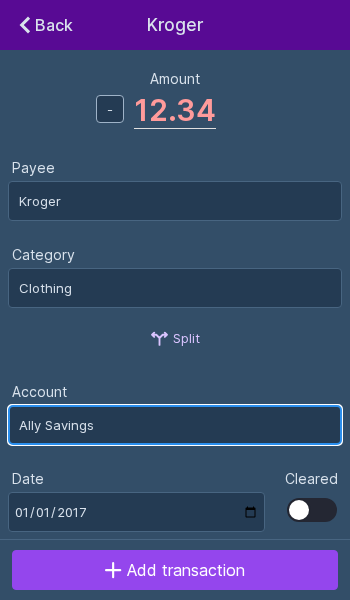 Back
Kroger
Amount
-
12.34
Payee
Kroger
Category
Clothing
Split
Account
Ally Savings
Date
Cleared
01/01/2017
Add transaction